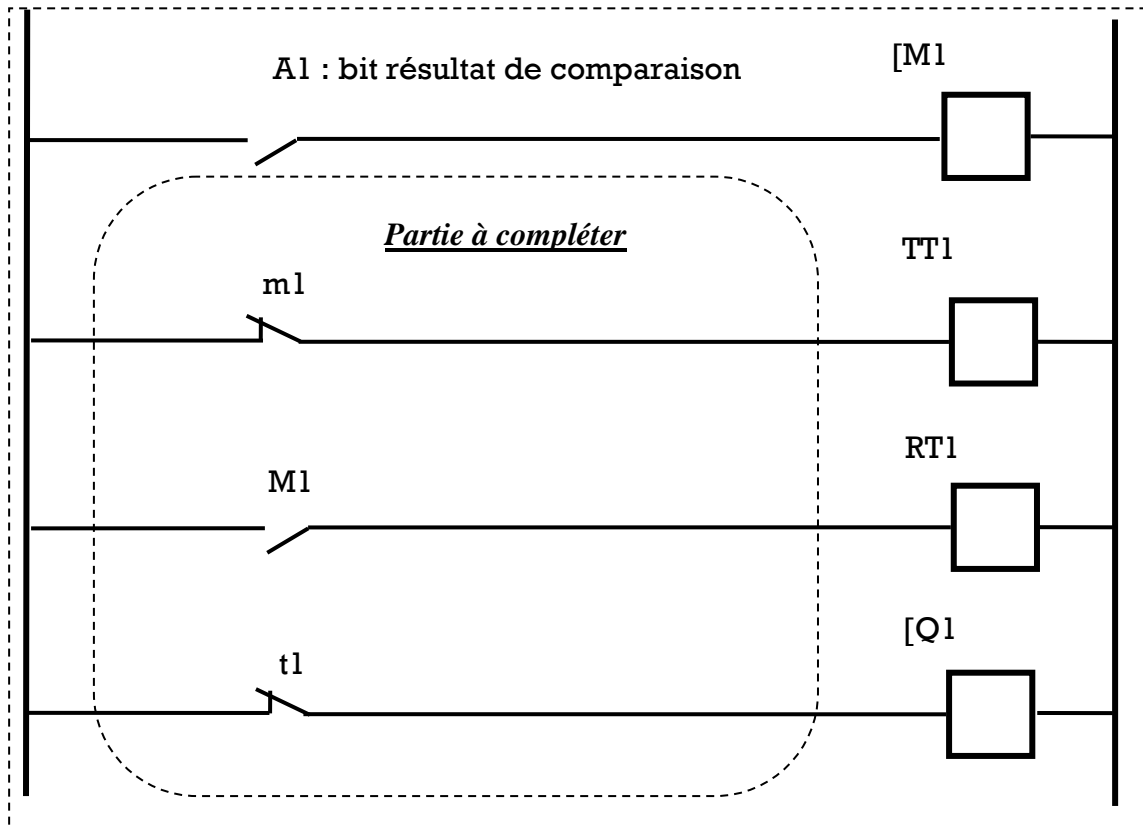 A1 : bit résultat de comparaison
[M1
Partie à compléter
TT1
m1
RT1
M1
[Q1
t1